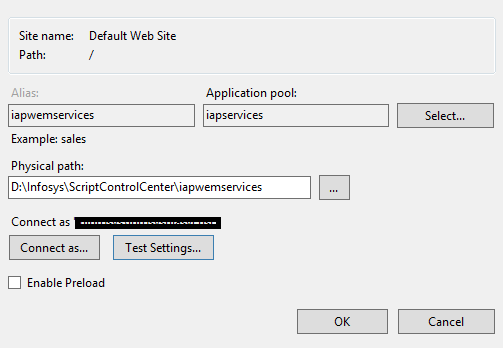 Site name: Default Web Site
Path: /
Alias: Application pool:
iapwemservices iapservices Select...
Example: sales
Physical path:
D:\Infosys\ScriptControlCenter\iapwemservices ...
Connect as
Connect as... Test Settings...
Enable Preload
OK Cancel